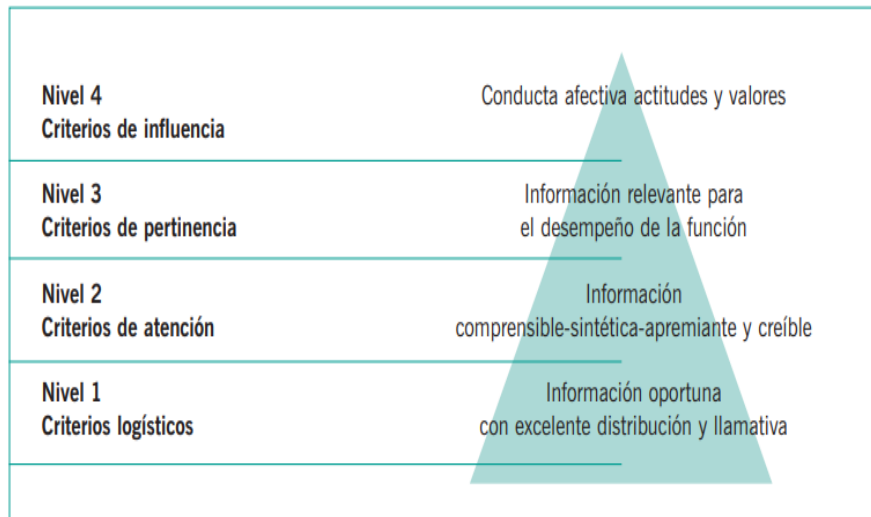 Nivel 4
Criterios de influencia
Conducta afectiva actitudes y valores
Nivel 3
Criterios de pertinencia
Información relevante para
el desempeño de la función
Nivel 2
Criterios de atención
Información
comprensible-sintética-apremiante y creíble
Nivel 1
Criterios logísticos
Información oportuna
con excelente distribución y llamativa